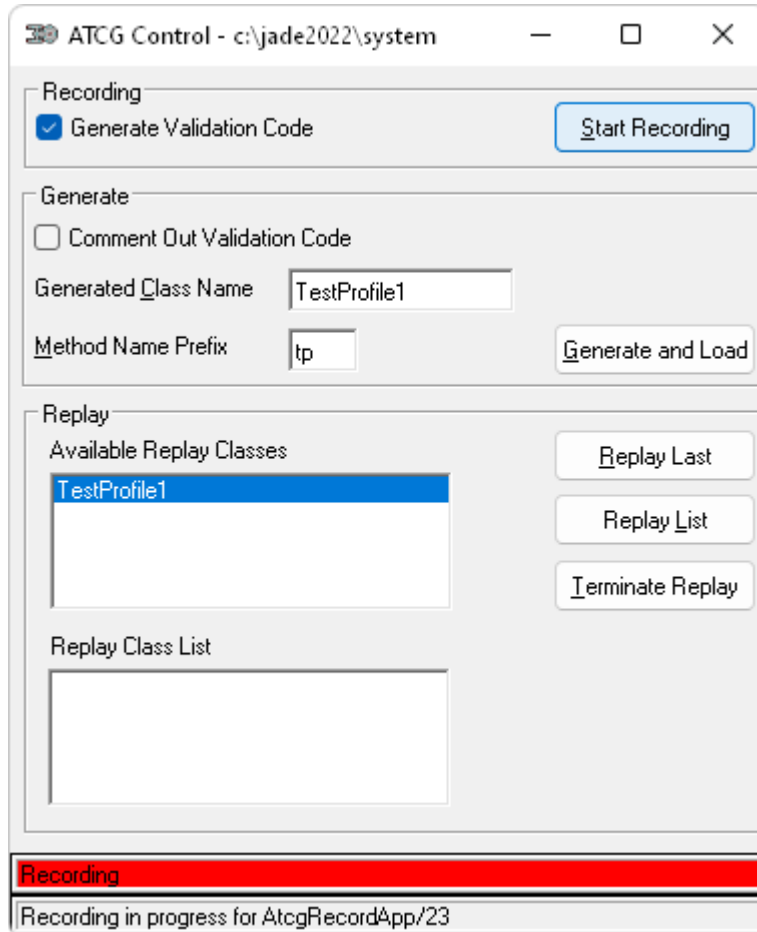 ATCG Control - c:\jade2022\system
Recording
Generate Validation Code
Start Recording
Generate
Comment Out Validation Code
Generated Class Name
TestProfile1
Method Name Prefix
tp
Generate and Load
Replay
Available Replay Classes
Replay Last
TestProfile1
Replay List
Terminate Replay
Replay Class List
Recording
Recording in progress for AtcgRecordApp/23